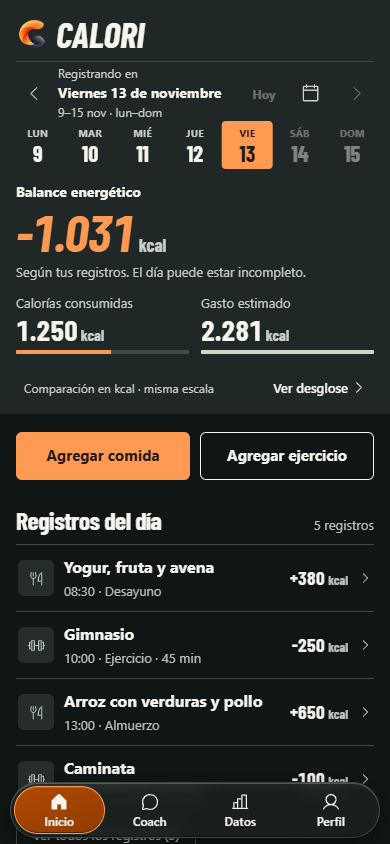 CALORI
Registrando en
Viernes 13 de noviembre
Hoy
9–15 nov · lun–dom
LUN MAR MIÉ JUE VIE SÁB DOM
9 10 11 12 13 14 15
Balance energético
-1.031 kcal
Según tus registros. El día puede estar incompleto.
Calorías consumidas Gasto estimado
1.250 kcal 2.281 kcal
Comparación en kcal · misma escala Ver desglose
Agregar comida Agregar ejercicio
Registros del día 5 registros
Yogur, fruta y avena
08:30 · Desayuno
+380 kcal
Gimnasio
10:00 · Ejercicio · 45 min
-250 kcal
Arroz con verduras y pollo
13:00 · Almuerzo
+650 kcal
Caminata
-100 kcal
Inicio Coach Datos Perfil
Ver todos los registros (5)